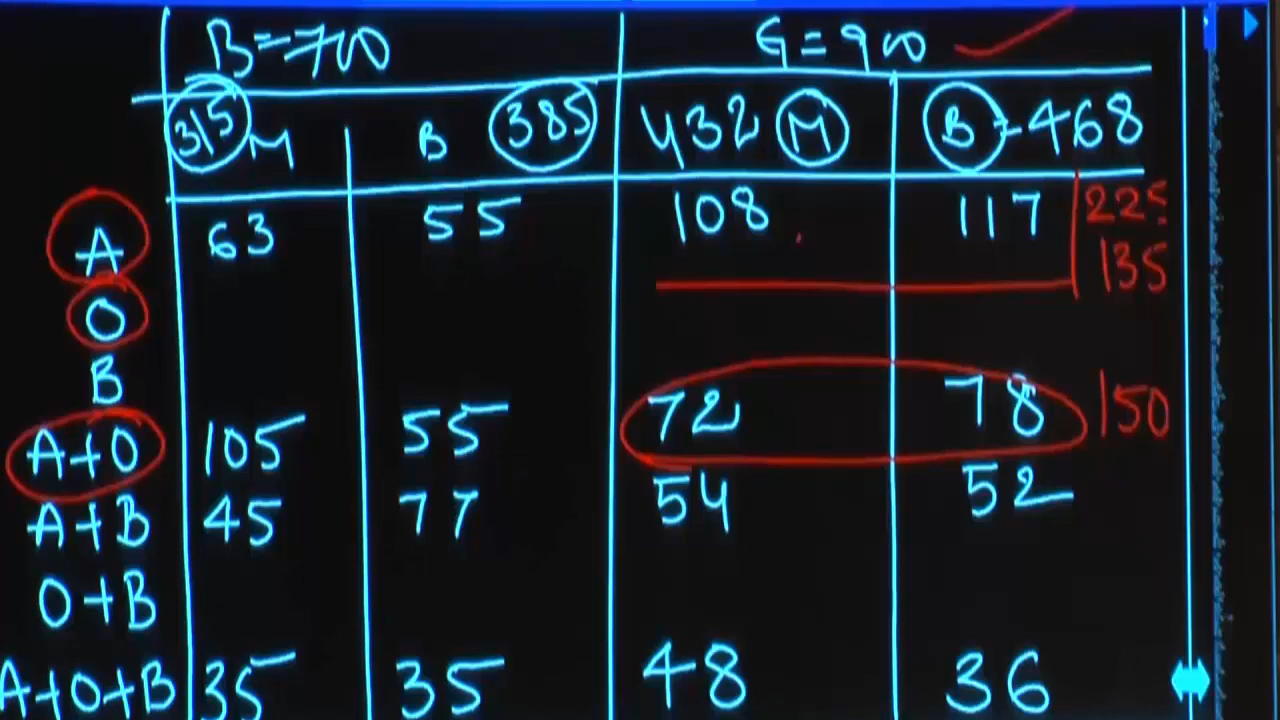 B=700 G=900
315 M B 385 432 M B=468
A 63 55 108 117 225
135
O
B
A+O 105 55 72 78 150
A+B 45 77 54 52
O+B
A+O+B 35 35 48 36